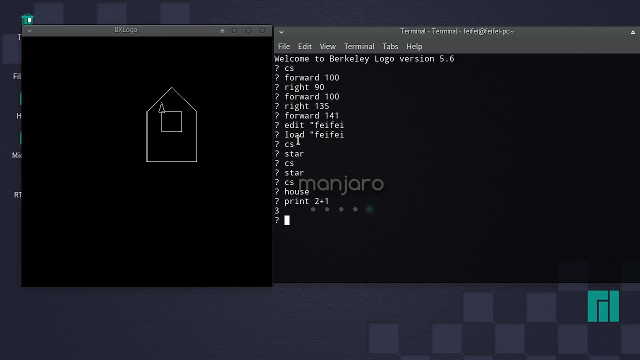 BXLogo
Terminal - Terminal - feifei@feifei-pc:~
File Edit View Terminal Tabs Help
Welcome to Berkeley Logo version 5.6
? cs
? forward 100
? right 90
? forward 100
? right 135
? forward 141
? edit "feifei
? load "feifei
? cs
? star
? cs
? star
? cs
? house
? print 2+1
3
?
manjaro